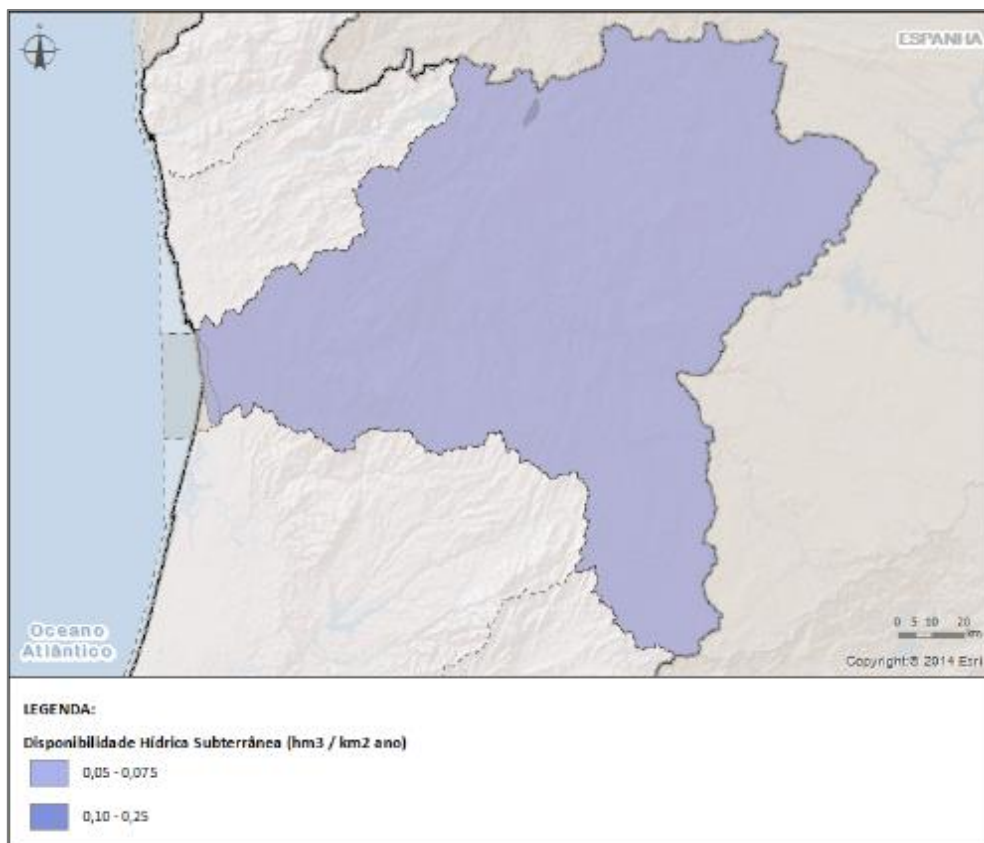 N
ESPANHA
Oceano
Atlântico
0 5 10 20
km
Copyright:© 2014 Esri
LEGENDA:
Disponibilidade Hídrica Subterrânea (hm3 / km2 ano)
0,05 - 0,075
0,10 - 0,25